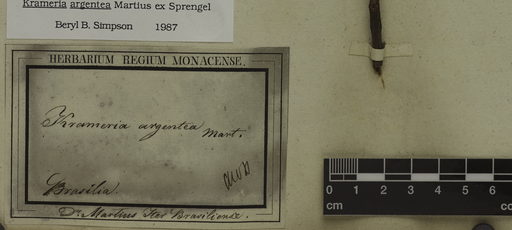 Krameria argentea Martius ex Sprengel
Beryl B. Simpson 1987
HERBARIUM REGIUM MONACENSE.
Krameria argentea Mart.
Brasilia.
Dr. Martius Iter Brasiliense.
0 1 2 3 4 5 6
cm